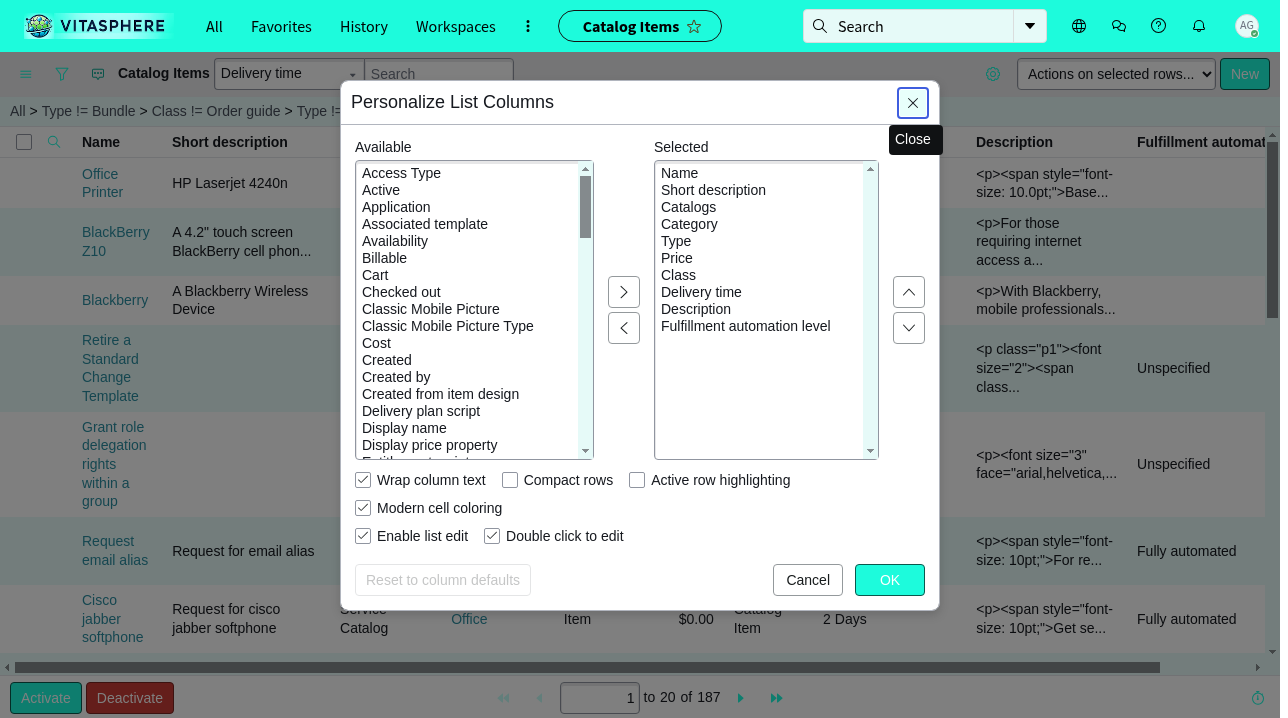 VITASPHERE
All
Favorites
History
Workspaces
Catalog Items
Search
AG
Catalog Items
Delivery time
Search
Actions on selected rows...
New
All > Type != Bundle > Class != Order guide > Type !=
Name
Short description
Description
Fulfillment automat
Office
Printer
HP Laserjet 4240n
<p><span style="font-
size: 10.0pt;">Base...
BlackBerry
Z10
A 4.2" touch screen
BlackBerry cell phon...
<p>For those
requiring internet
access a...
Blackberry
A Blackberry Wireless
Device
<p>With Blackberry,
mobile professionals...
Retire a
Standard
Change
Template
<p class="p1"><font
size="2"><span
class...
Unspecified
Grant role
delegation
rights
within a
group
<p><font size="3"
face="arial,helvetica,...
Unspecified
Request
email alias
Request for email alias
<p><span style="font-
size: 10pt;">For re...
Fully automated
Cisco
jabber
softphone
Request for cisco
jabber softphone
Service
Catalog
Office
Item
$0.00
Catalog
Item
2 Days
<p><span style="font-
size: 10pt;">Get se...
Fully automated
Personalize List Columns
Close
Available
Access Type
Active
Application
Associated template
Availability
Billable
Cart
Checked out
Classic Mobile Picture
Classic Mobile Picture Type
Cost
Created
Created by
Created from item design
Delivery plan script
Display name
Display price property
Selected
Name
Short description
Catalogs
Category
Type
Price
Class
Delivery time
Description
Fulfillment automation level
Wrap column text
Compact rows
Active row highlighting
Modern cell coloring
Enable list edit
Double click to edit
Reset to column defaults
Cancel
OK
Activate
Deactivate
1
to 20 of 187